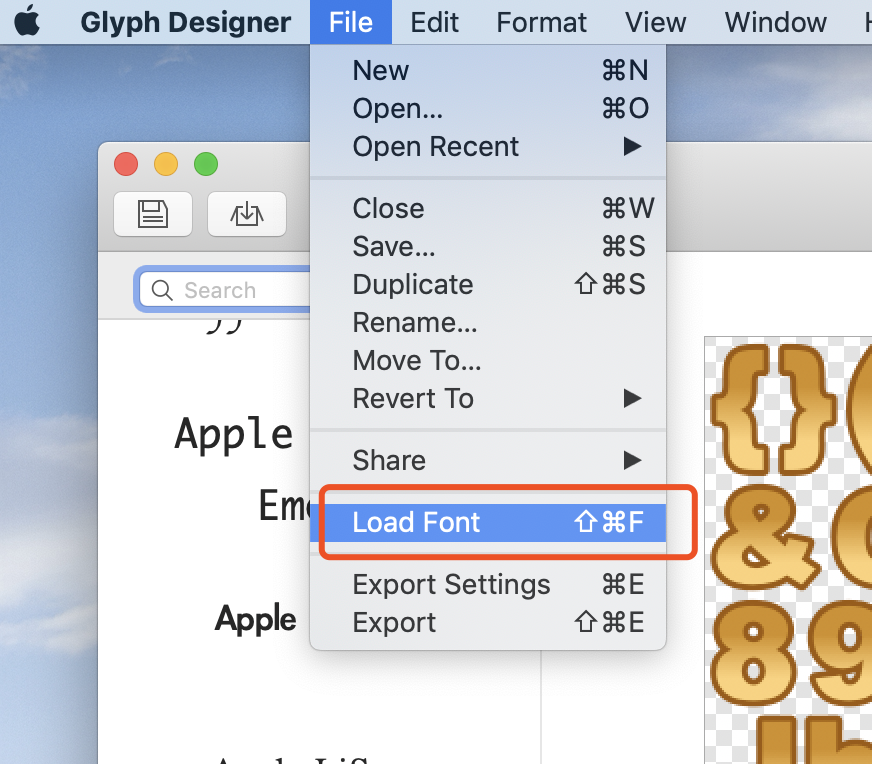 Glyph Designer File Edit Format View Window
New ⌘N
Open... ⌘O
Open Recent ▶
Close ⌘W
Save... ⌘S
Duplicate ⇧⌘S
Rename...
Move To...
Revert To ▶
Share ▶
Load Font ⇧⌘F
Export Settings ⌘E
Export ⇧⌘E
Search
Apple
Apple
{}
&
89